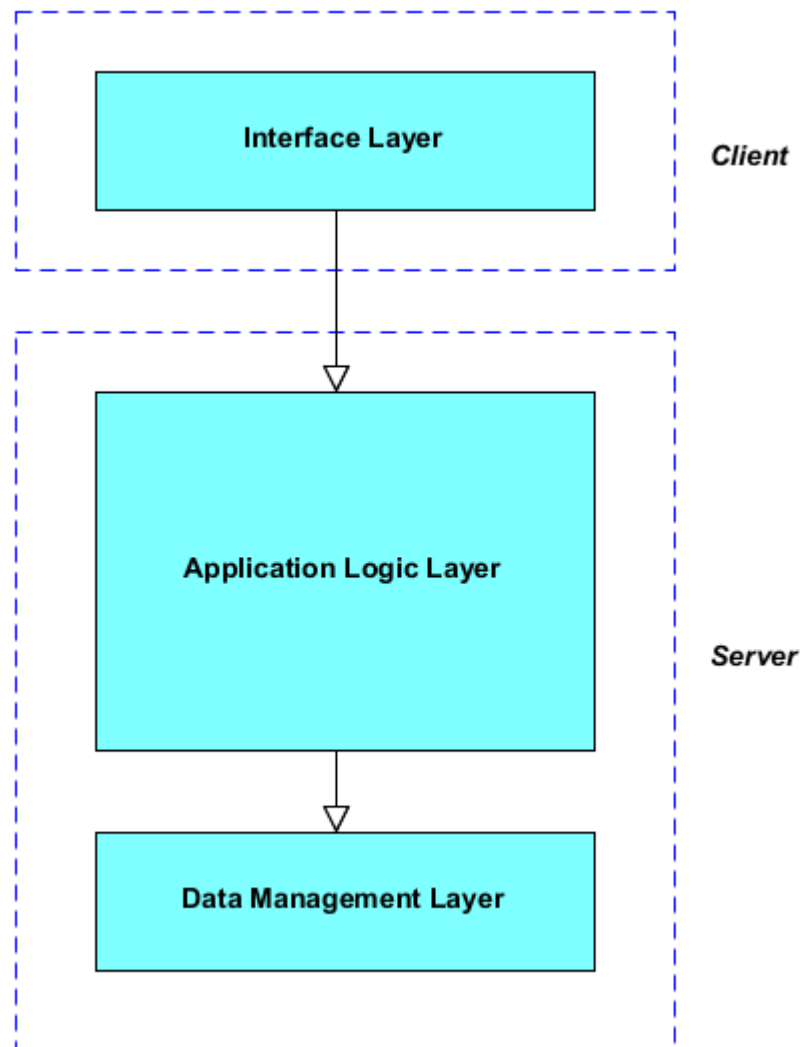 Interface Layer
Client
Application Logic Layer
Server
Data Management Layer